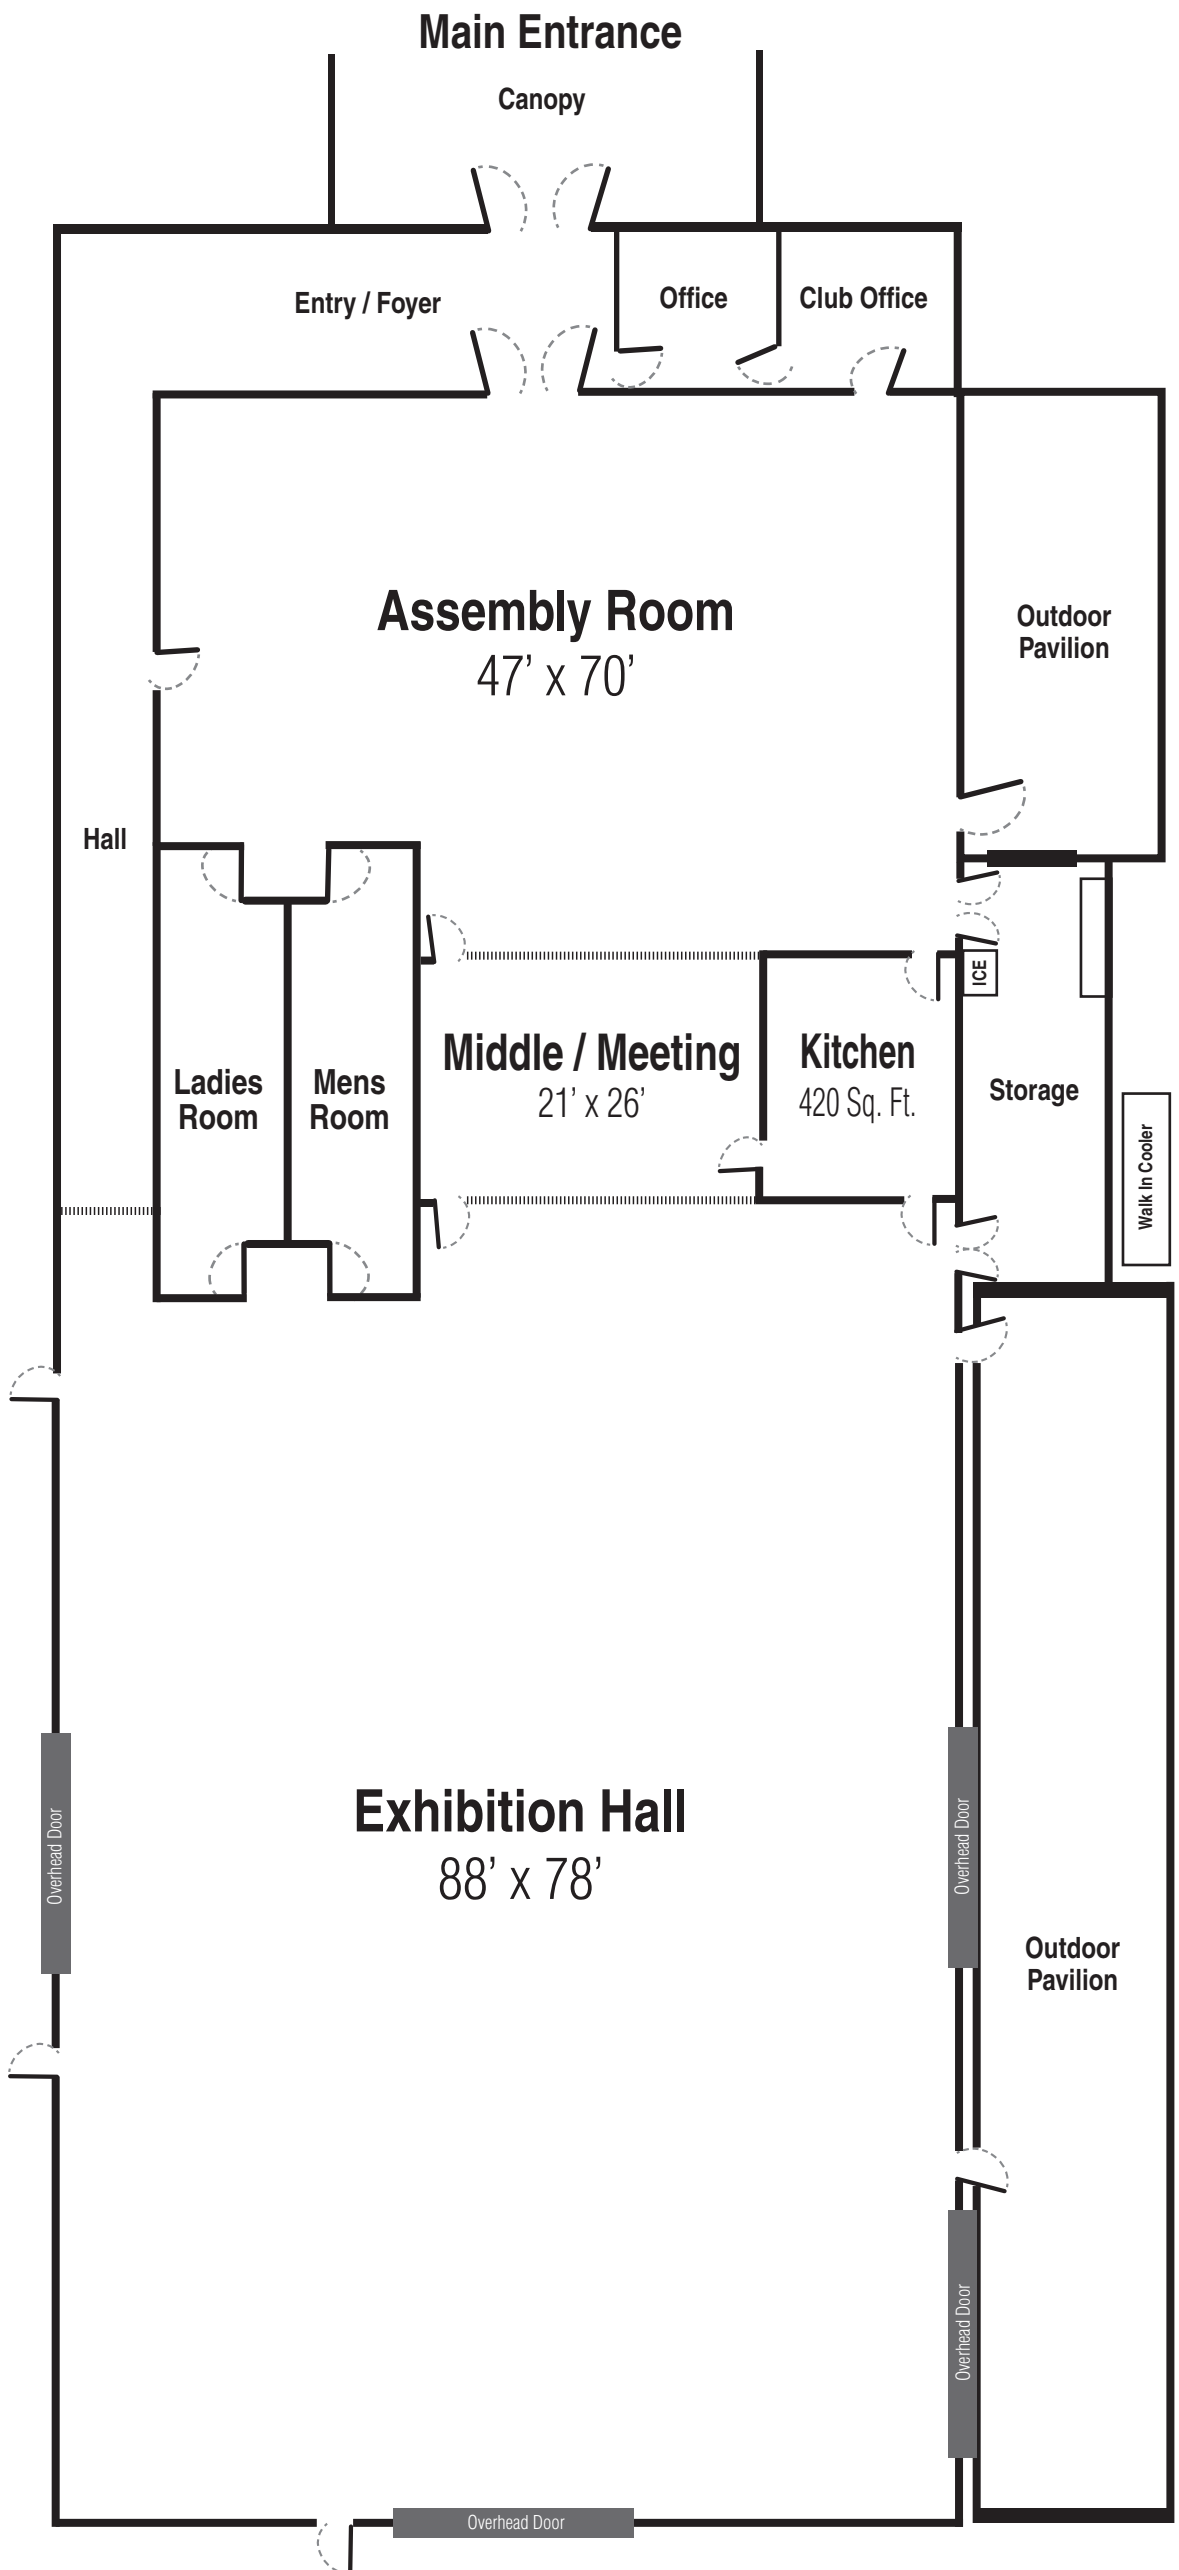 Main Entrance
Canopy
Entry / Foyer
Office
Club Office
Assembly Room
47’ x 70’
Outdoor
Pavilion
Hall
ICE
Middle / Meeting
21’ x 26’
Kitchen
420 Sq. Ft.
Ladies
Room
Mens
Room
Storage
Walk In Cooler
Exhibition Hall
88’ x 78’
Overhead Door
Overhead Door
Outdoor
Pavilion
Overhead Door
Overhead Door